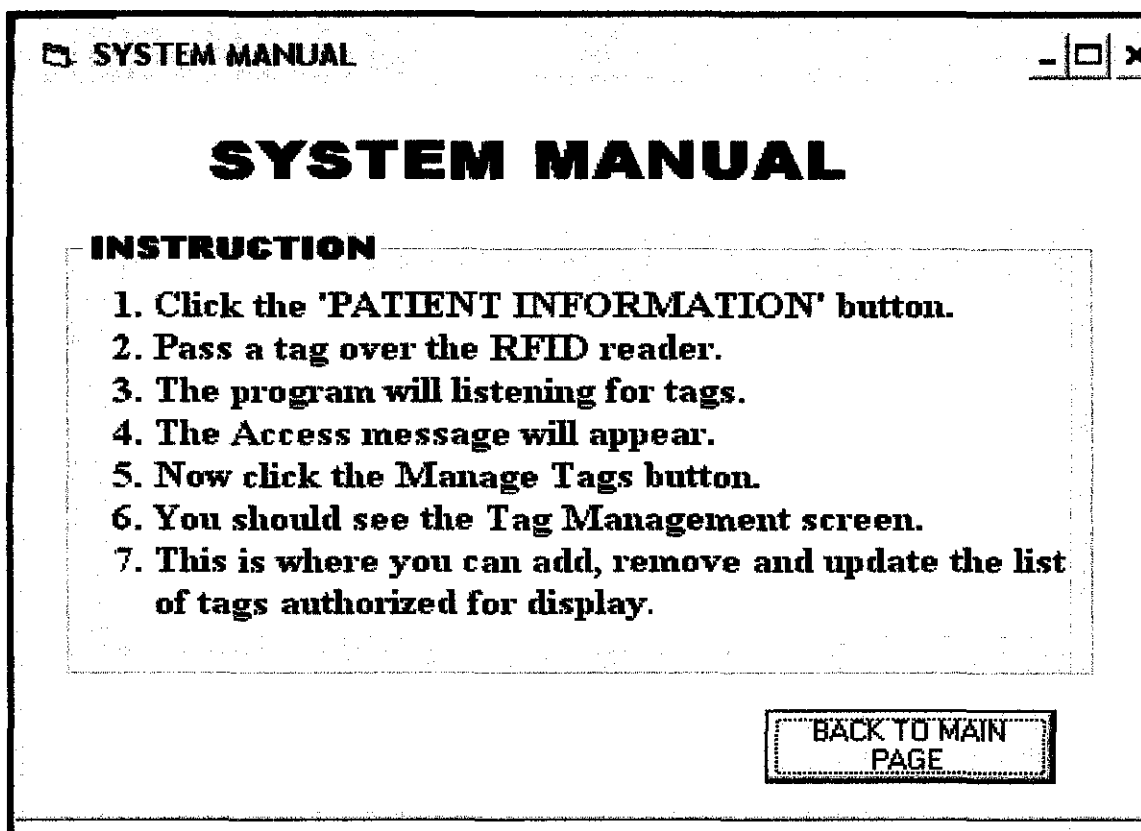 SYSTEM MANUAL
SYSTEM MANUAL
INSTRUCTION
1. Click the 'PATIENT INFORMATION' button.
2. Pass a tag over the RFID reader.
3. The program will listening for tags.
4. The Access message will appear.
5. Now click the Manage Tags button.
6. You should see the Tag Management screen.
7. This is where you can add, remove and update the list
of tags authorized for display.
BACK TO MAIN
PAGE